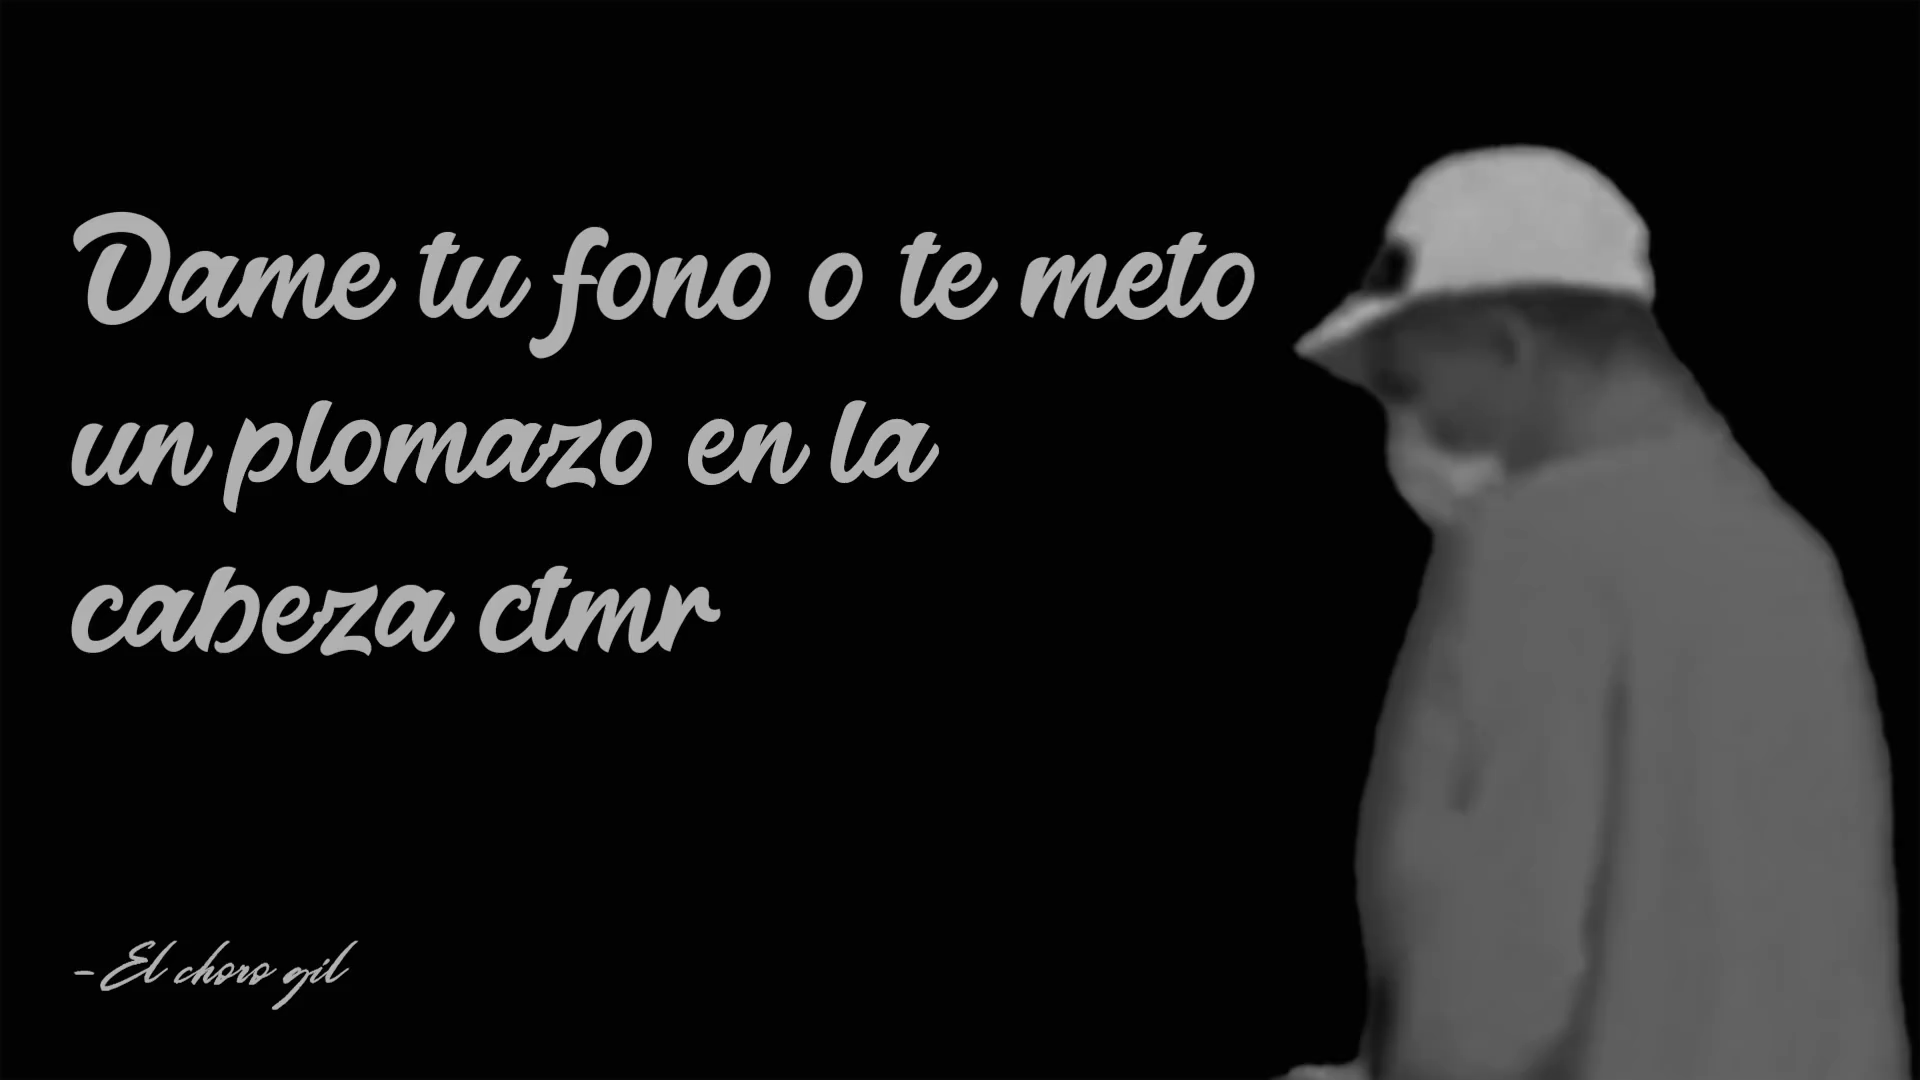 Dame tu fono o te meto
un plomazo en la
cabeza ctmr
-El choro gil